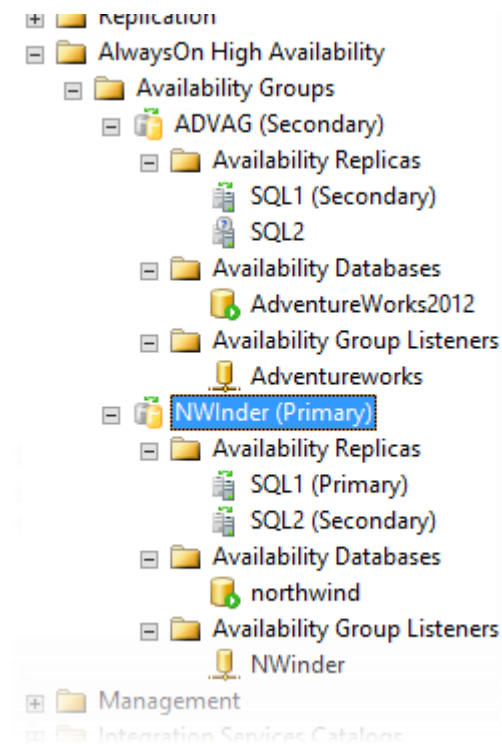 Replication
AlwaysOn High Availability
Availability Groups
ADVAG (Secondary)
Availability Replicas
SQL1 (Secondary)
SQL2
Availability Databases
AdventureWorks2012
Availability Group Listeners
Adventureworks
NWInder (Primary)
Availability Replicas
SQL1 (Primary)
SQL2 (Secondary)
Availability Databases
northwind
Availability Group Listeners
NWinder
Management
Integration Services Catalogs